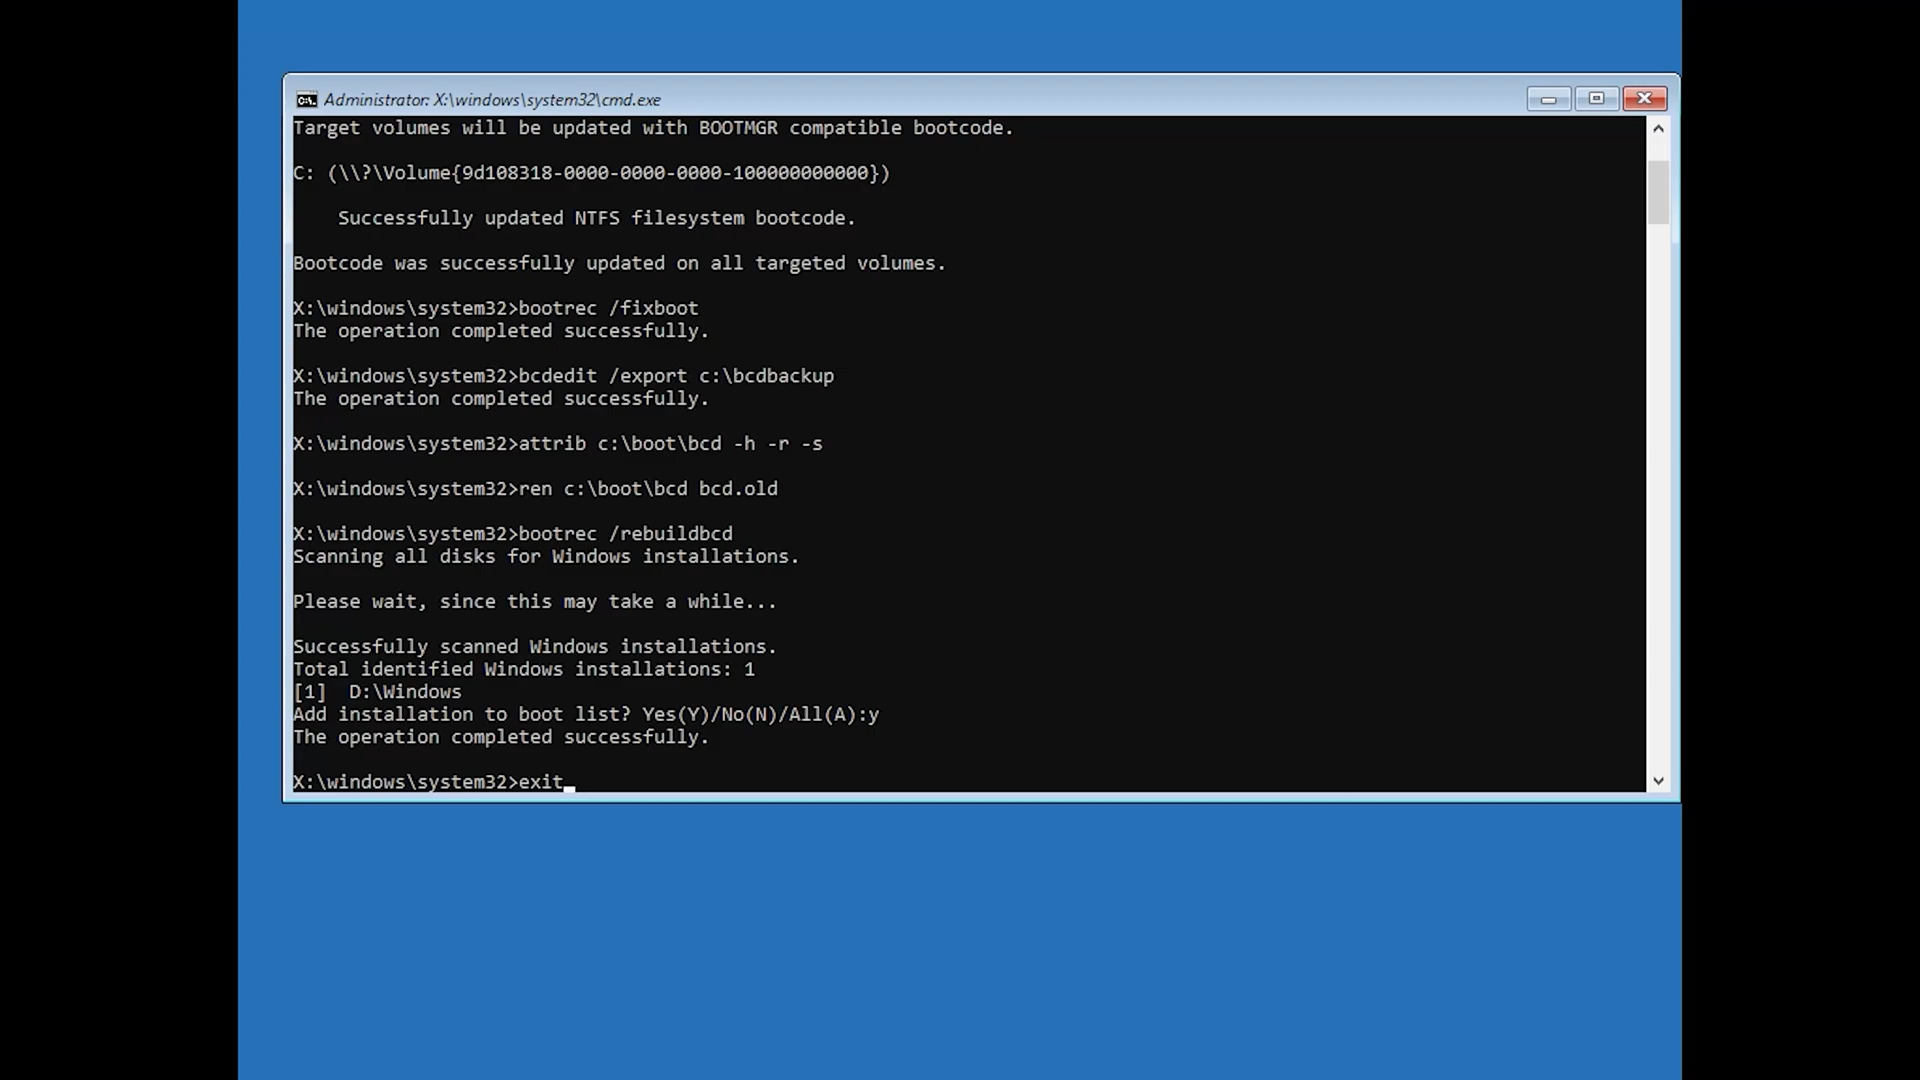 Administrator: X:\windows\system32\cmd.exe
Target volumes will be updated with BOOTMGR compatible bootcode.
C: (\\?\Volume{9d108318-0000-0000-0000-100000000000})
Successfully updated NTFS filesystem bootcode.
Bootcode was successfully updated on all targeted volumes.
X:\windows\system32>bootrec /fixboot
The operation completed successfully.
X:\windows\system32>bcdedit /export c:\bcdbackup
The operation completed successfully.
X:\windows\system32>attrib c:\boot\bcd -h -r -s
X:\windows\system32>ren c:\boot\bcd bcd.old
X:\windows\system32>bootrec /rebuildbcd
Scanning all disks for Windows installations.
Please wait, since this may take a while...
Successfully scanned Windows installations.
Total identified Windows installations: 1
[1]  D:\Windows
Add installation to boot list? Yes(Y)/No(N)/All(A):y
The operation completed successfully.
X:\windows\system32>exit